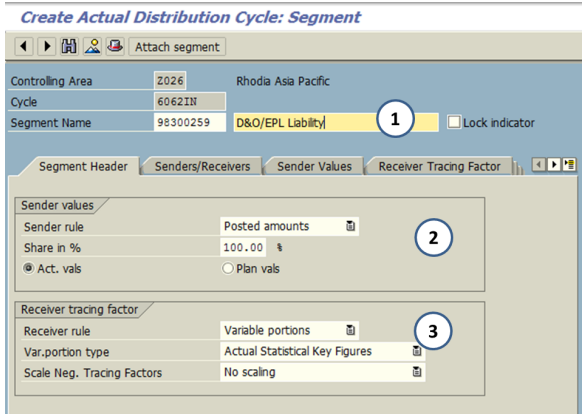 Create Actual Distribution Cycle: Segment
Attach segment
Controlling Area Z026 Rhodia Asia Pacific
Cycle 6062IN
Segment Name 98300259 D&O/EPL Liability 1 Lock indicator
Segment Header Senders/Receivers Sender Values Receiver Tracing Factor
Sender values
Sender rule Posted amounts
Share in % 100.00 %
2
Act. vals Plan vals
Receiver tracing factor
Receiver rule Variable portions 3
Var.portion type Actual Statistical Key Figures
Scale Neg. Tracing Factors No scaling